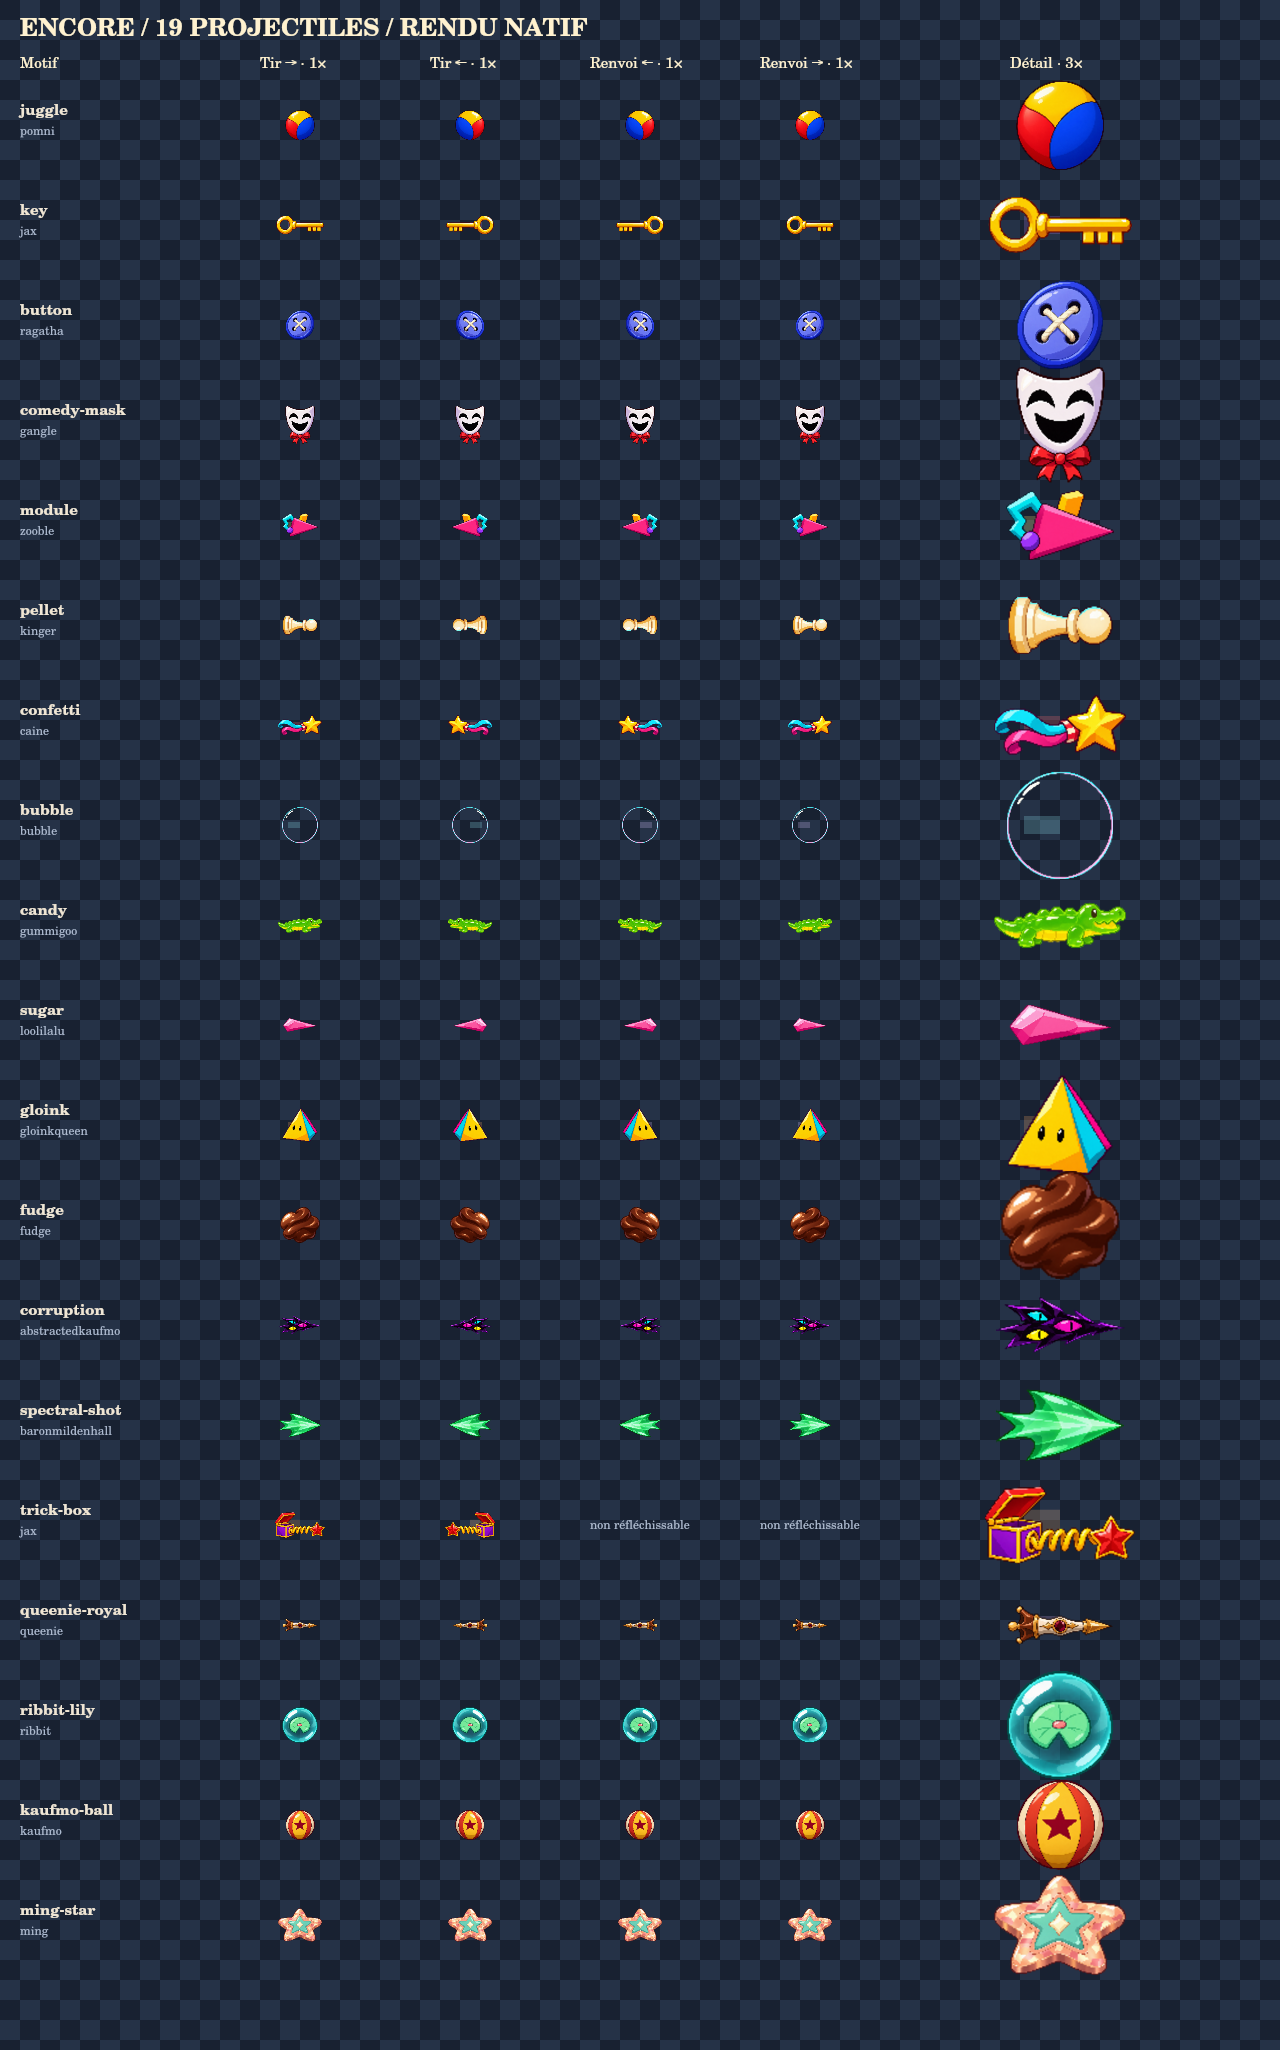 ENCORE / 19 PROJECTILES / RENDU NATIF
Motif Tir → · 1× Tir ← · 1× Renvoi ← · 1× Renvoi → · 1× Détail · 3×
juggle
pomni
key
jax
button
ragatha
comedy-mask
gangle
module
zooble
pellet
kinger
confetti
caine
bubble
bubble
candy
gummigoo
sugar
loolilalu
gloink
gloinkqueen
fudge
fudge
corruption
abstractedkaufmo
spectral-shot
baronmildenhall
trick-box
jax
non réfléchissable non réfléchissable
queenie-royal
queenie
ribbit-lily
ribbit
kaufmo-ball
kaufmo
ming-star
ming